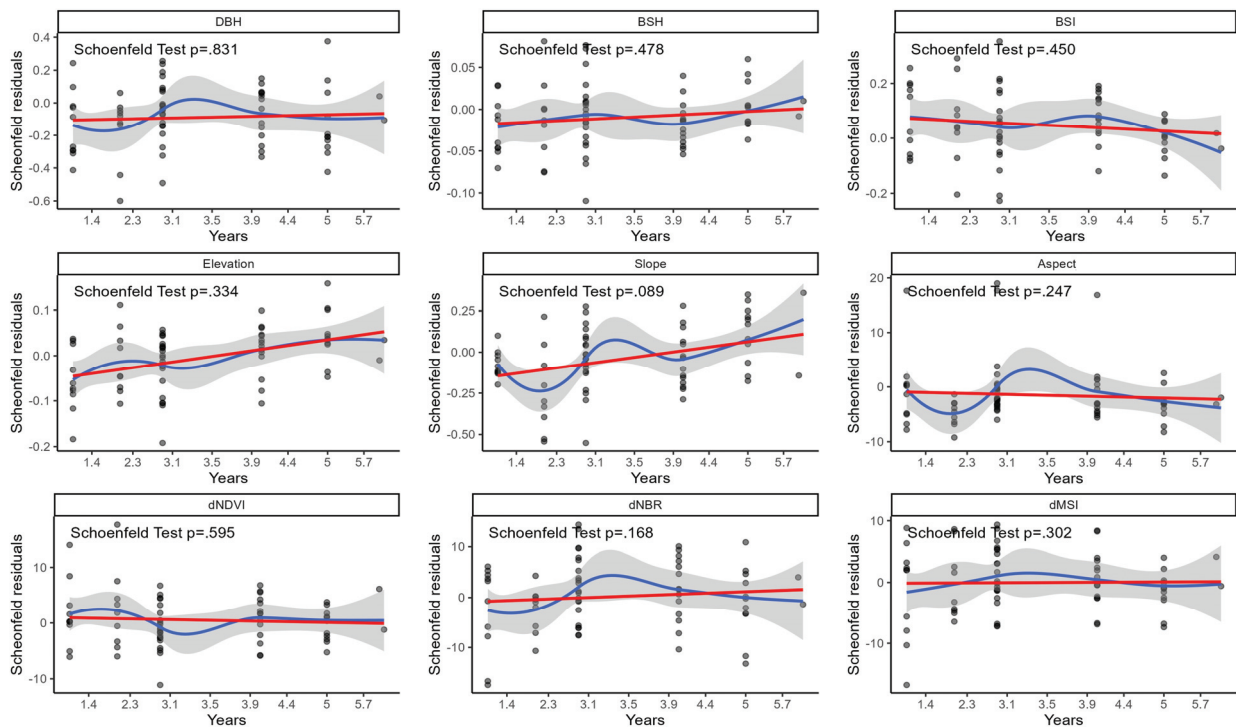 DBH
Schoenfeld Test p=.831
Scheonfeld residuals
0.4
0.2
0.0
-0.2
-0.4
-0.6
1.4 2.3 3.1 3.5 3.9 4.4 5 5.7
Years
BSH
Schoenfeld Test p=.478
Scheonfeld residuals
0.05
0.00
-0.05
-0.10
1.4 2.3 3.1 3.5 3.9 4.4 5 5.7
Years
BSI
Schoenfeld Test p=.450
Scheonfeld residuals
0.2
0.0
-0.2
1.4 2.3 3.1 3.5 3.9 4.4 5 5.7
Years
Elevation
Schoenfeld Test p=.334
Scheonfeld residuals
0.1
0.0
-0.1
-0.2
1.4 2.3 3.1 3.5 3.9 4.4 5 5.7
Years
Slope
Schoenfeld Test p=.089
Scheonfeld residuals
0.25
0.00
-0.25
-0.50
1.4 2.3 3.1 3.5 3.9 4.4 5 5.7
Years
Aspect
Schoenfeld Test p=.247
Scheonfeld residuals
20
10
0
-10
1.4 2.3 3.1 3.5 3.9 4.4 5 5.7
Years
dNDVI
Schoenfeld Test p=.595
Scheonfeld residuals
10
0
-10
1.4 2.3 3.1 3.5 3.9 4.4 5 5.7
Years
dNBR
Schoenfeld Test p=.168
Scheonfeld residuals
10
0
-10
1.4 2.3 3.1 3.5 3.9 4.4 5 5.7
Years
dMSI
Schoenfeld Test p=.302
Scheonfeld residuals
10
0
-10
1.4 2.3 3.1 3.5 3.9 4.4 5 5.7
Years